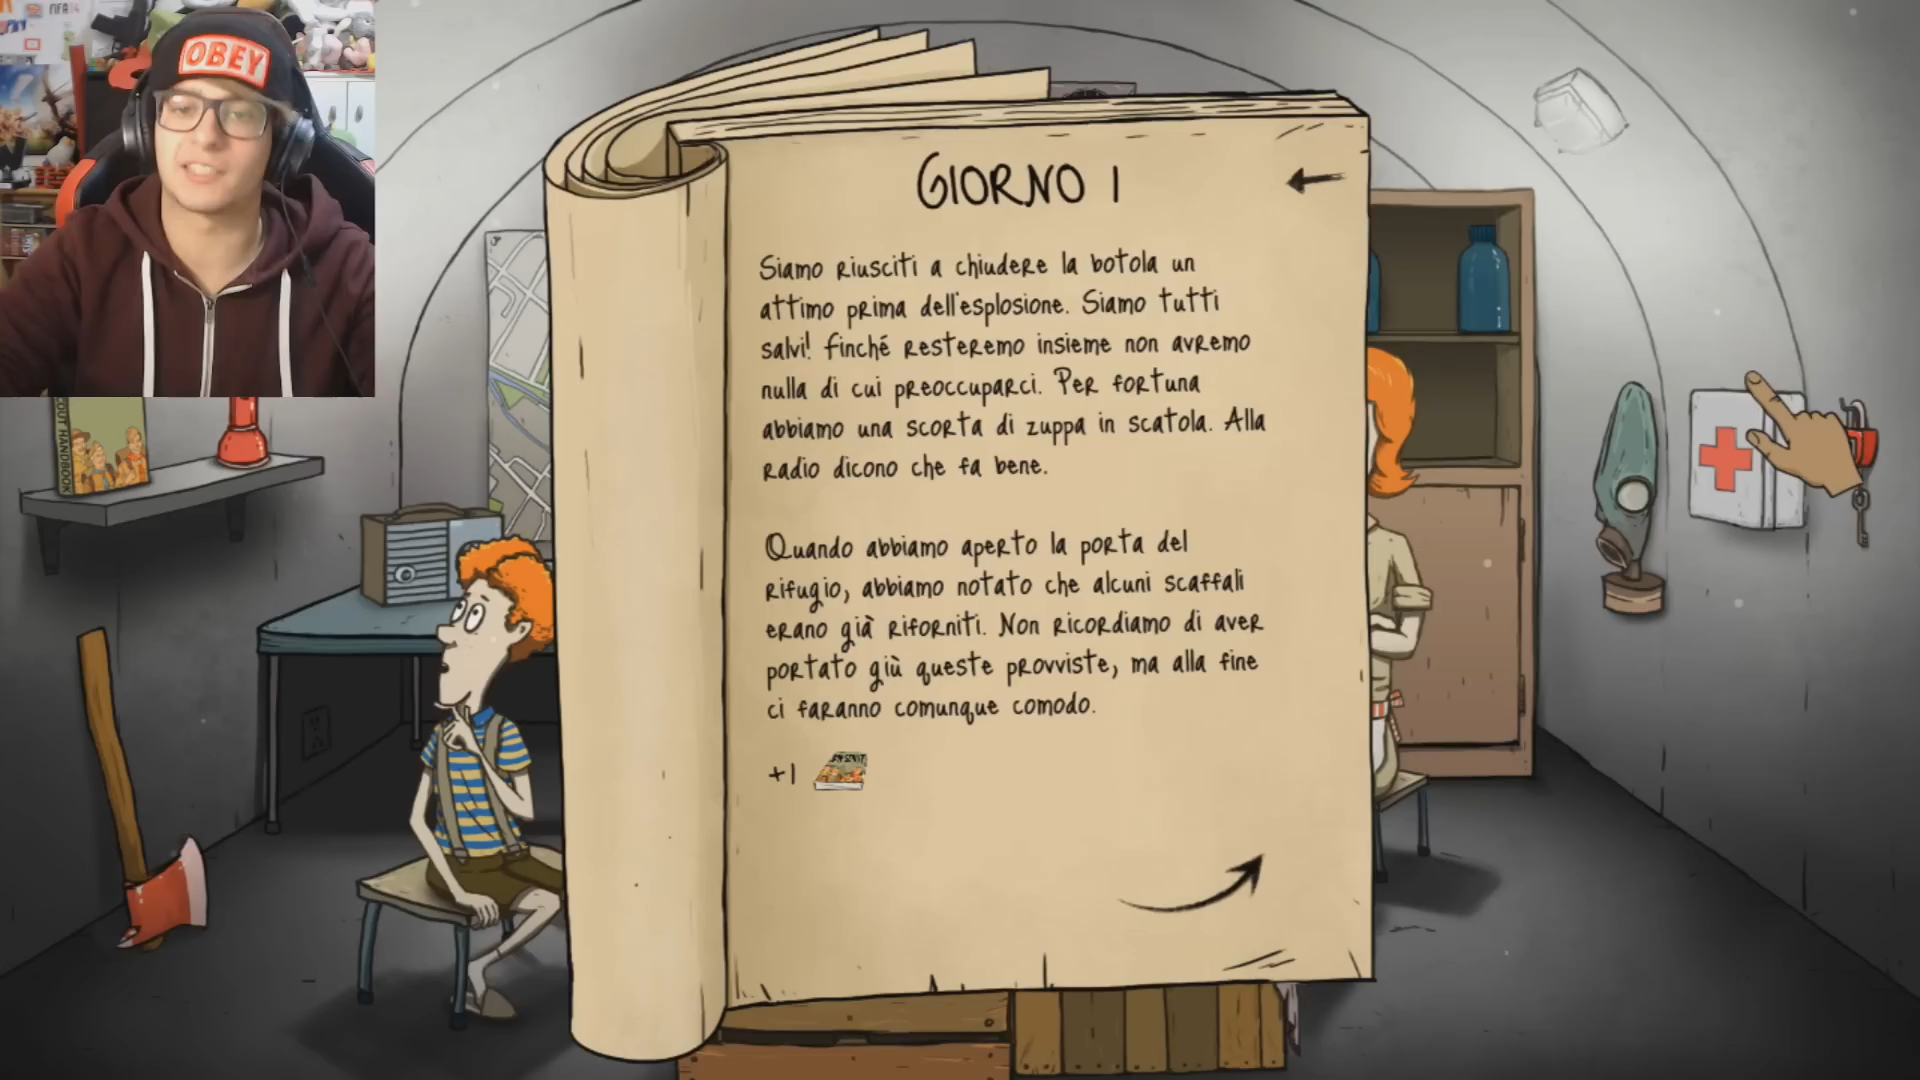 OBEY
FIFA 14
SCOUT HANDBOOK
GIORNO 1
Siamo riusciti a chiudere la botola un
attimo prima dell'esplosione. Siamo tutti
salvi! Finché resteremo insieme non avremo
nulla di cui preoccuparci. Per fortuna
abbiamo una scorta di zuppa in scatola. Alla
radio dicono che fa bene.
Quando abbiamo aperto la porta del
rifugio, abbiamo notato che alcuni scaffali
erano già riforniti. Non ricordiamo di aver
portato giù queste provviste, ma alla fine
ci faranno comunque comodo.
+1